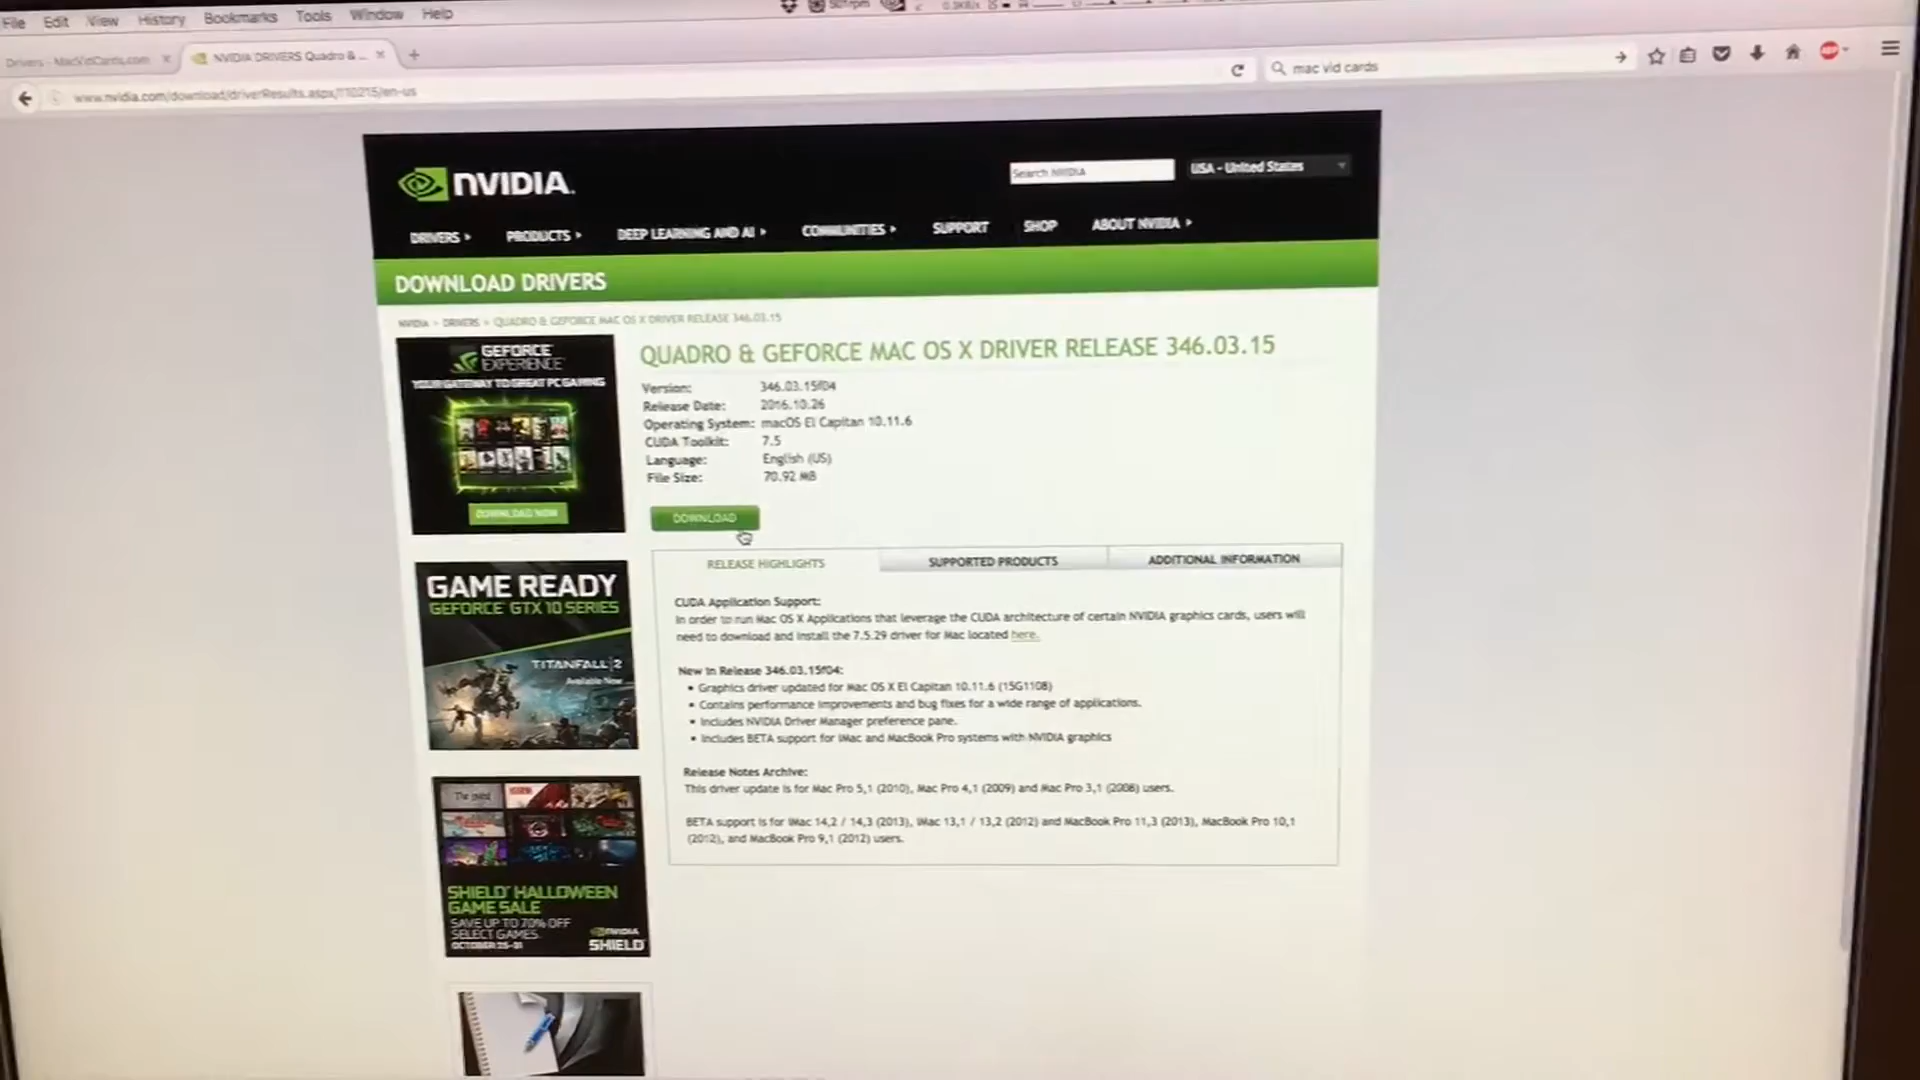 File Edit View History Bookmarks Tools Window Help
Drivers - MacVidCards.com
NVIDIA DRIVERS Quadro & ...
www.nvidia.com/download/driverResults.aspx/110215/en-us
mac vid cards
NVIDIA.
Search NVIDIA
USA - United States
DRIVERS
PRODUCTS
DEEP LEARNING AND AI
COMMUNITIES
SUPPORT
SHOP
ABOUT NVIDIA
DOWNLOAD DRIVERS
NVIDIA > DRIVERS > QUADRO & GEFORCE MAC OS X DRIVER RELEASE 346.03.15
GEFORCE EXPERIENCE
YOUR GATEWAY TO GREAT PC GAMING
DOWNLOAD NOW
QUADRO & GEFORCE MAC OS X DRIVER RELEASE 346.03.15
Version: 346.03.15f04
Release Date: 2016.10.26
Operating System: macOS El Capitan 10.11.6
CUDA Toolkit: 7.5
Language: English (US)
File Size: 70.92 MB
DOWNLOAD
RELEASE HIGHLIGHTS
SUPPORTED PRODUCTS
ADDITIONAL INFORMATION
CUDA Application Support:
In order to run Mac OS X Applications that leverage the CUDA architecture of certain NVIDIA graphics cards, users will
need to download and install the 7.5.29 driver for Mac located here.
New in Release 346.03.15f04:
• Graphics driver updated for Mac OS X El Capitan 10.11.6 (15G1108)
• Contains performance improvements and bug fixes for a wide range of applications.
• Includes NVIDIA Driver Manager preference pane.
• Includes BETA support for iMac and MacBook Pro systems with NVIDIA graphics
Release Notes Archive:
This driver update is for Mac Pro 5,1 (2010), Mac Pro 4,1 (2009) and Mac Pro 3,1 (2008) users.
BETA support is for iMac 14,2 / 14,3 (2013), iMac 13,1 / 13,2 (2012) and MacBook Pro 11,3 (2013), MacBook Pro 10,1
(2012), and MacBook Pro 9,1 (2012) users.
GAME READY
GEFORCE GTX 10 SERIES
TITANFALL 2
Available Now
SHIELD HALLOWEEN
GAME SALE
SAVE UP TO 70% OFF
SELECT GAMES
OCTOBER 25-31
NVIDIA
SHIELD